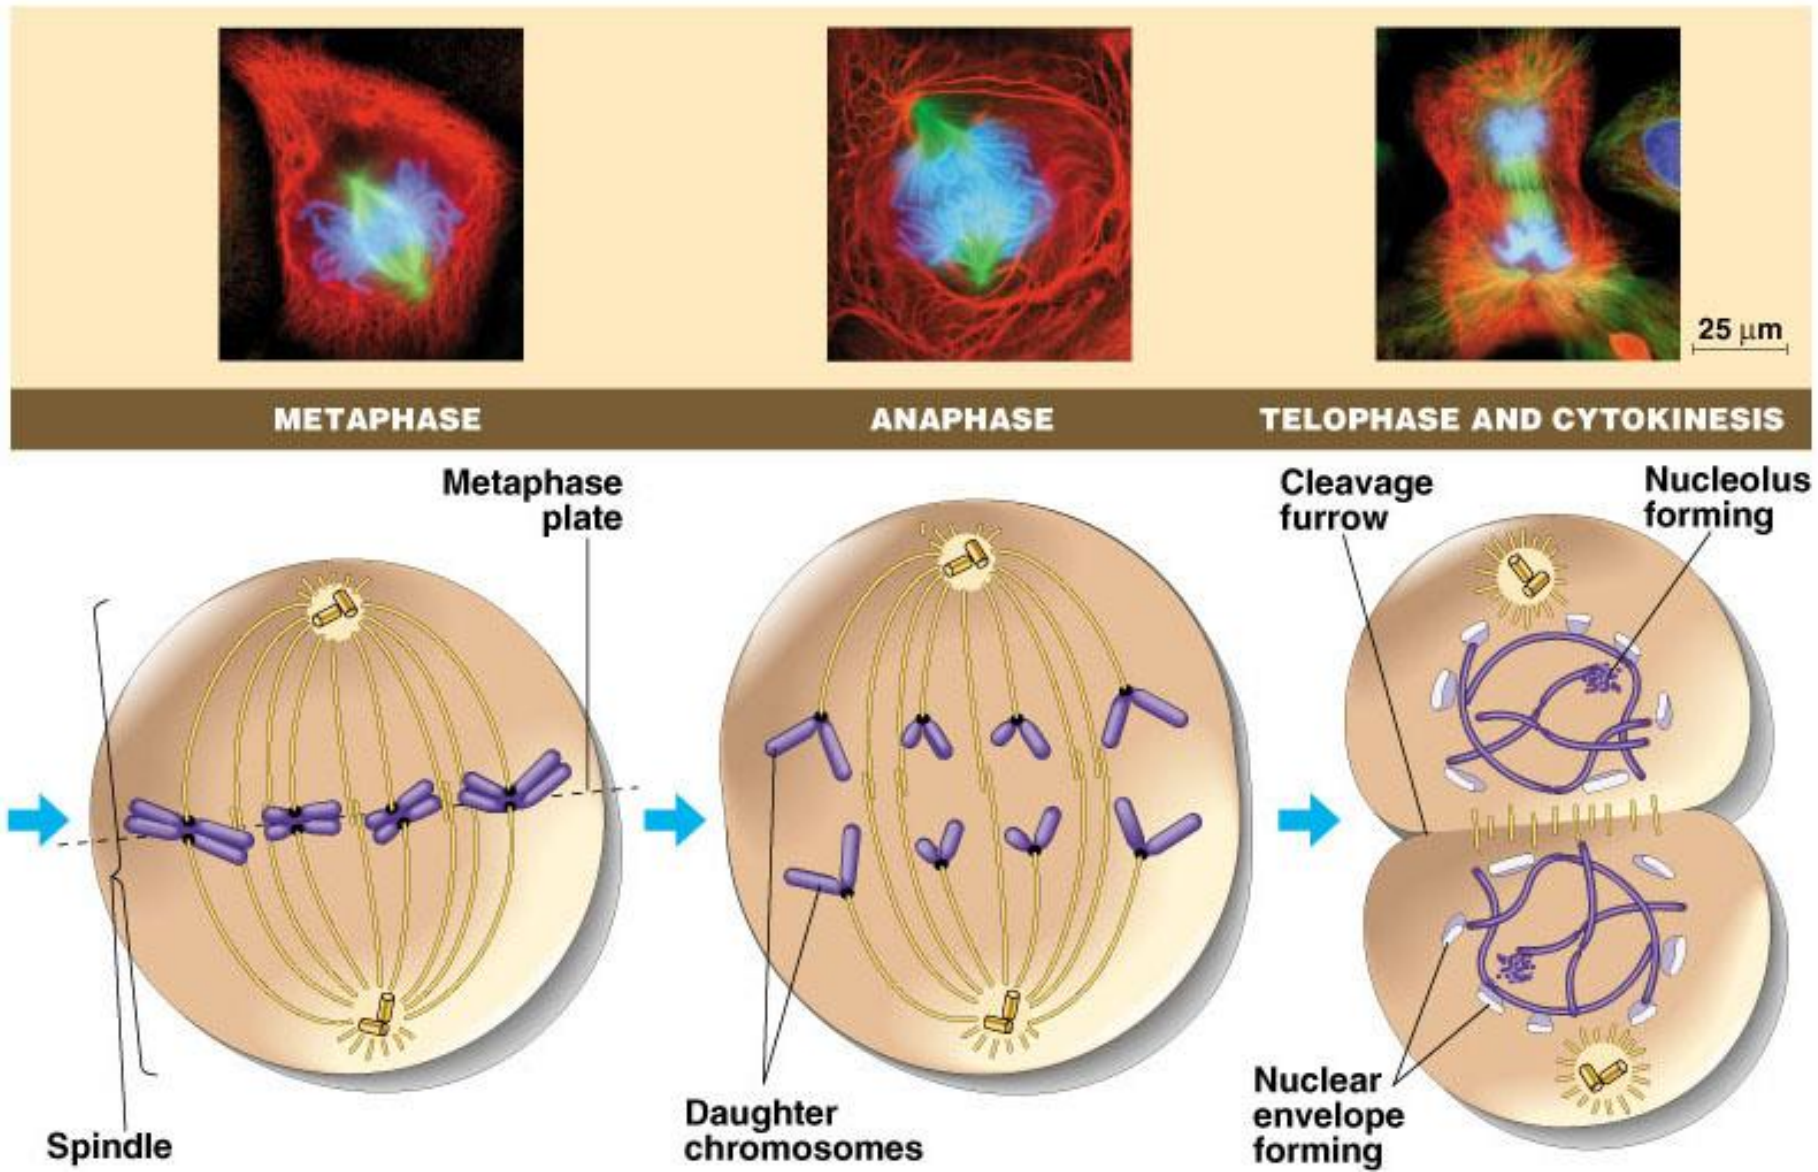 25 μm
METAPHASE
ANAPHASE
TELOPHASE AND CYTOKINESIS
Metaphase
plate
Spindle
Daughter
chromosomes
Cleavage
furrow
Nucleolus
forming
Nuclear
envelope
forming